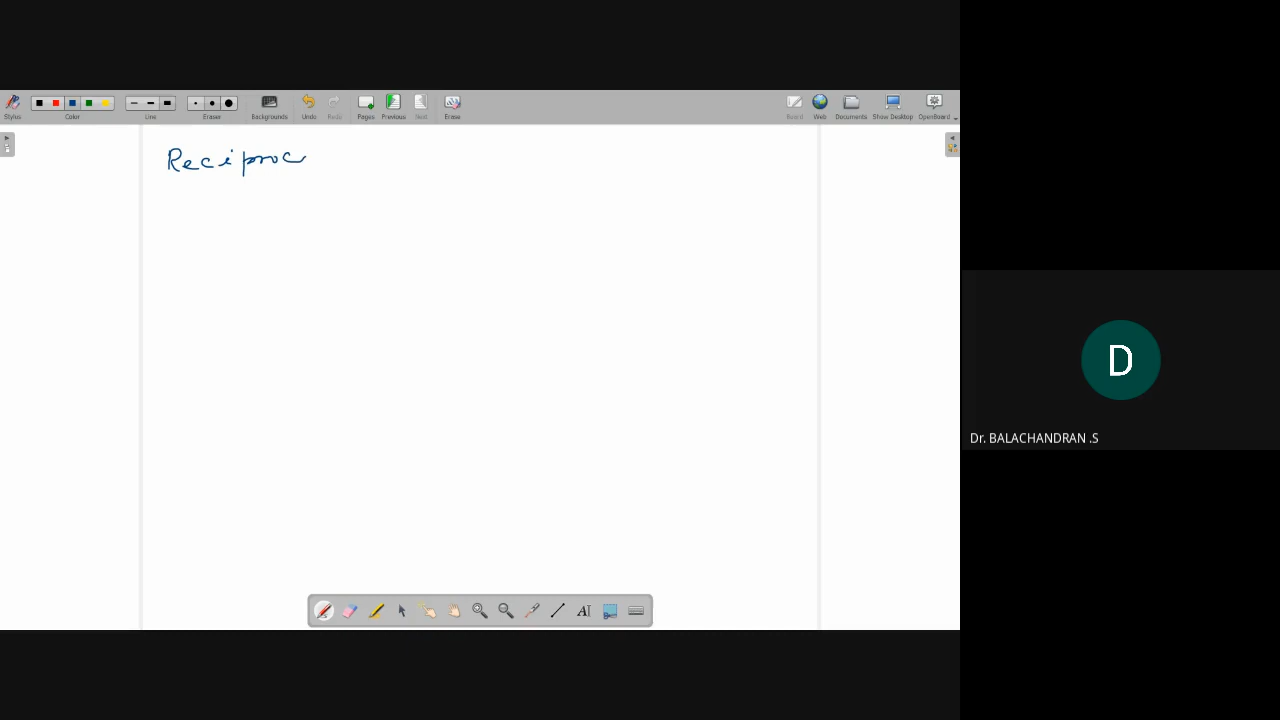 Stylus Color Line Eraser Backgrounds Undo Redo Pages Previous Next Erase Board Web Documents Show Desktop OpenBoard
Reciproc
D
Dr. BALACHANDRAN .S
AI